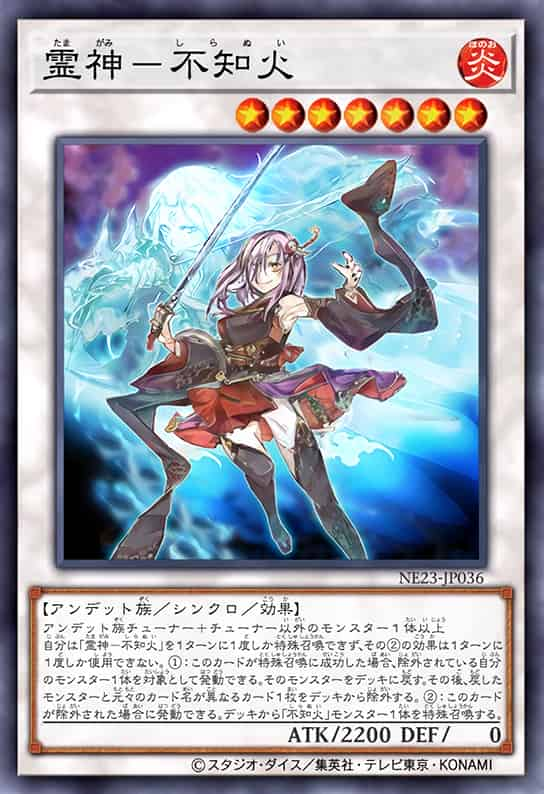 霊神－不知火
炎
NE23-JP036
【アンデット族／シンクロ／効果】
アンデット族チューナー＋チューナー以外のモンスター１体以上
自分は「霊神－不知火」を１ターンに１度しか特殊召喚できず、その②の効果は１ターンに
１度しか使用できない。①：このカードが特殊召喚に成功した場合、除外されている自分
のモンスター１体を対象として発動できる。そのモンスターをデッキに戻す。その後、戻した
モンスターと元々のカード名が異なるカード１枚をデッキから除外する。②：このカード
が除外された場合に発動できる。デッキから「不知火」モンスター１体を特殊召喚する。
ATK/2200 DEF/ 0
©スタジオ・ダイス／集英社・テレビ東京・KONAMI